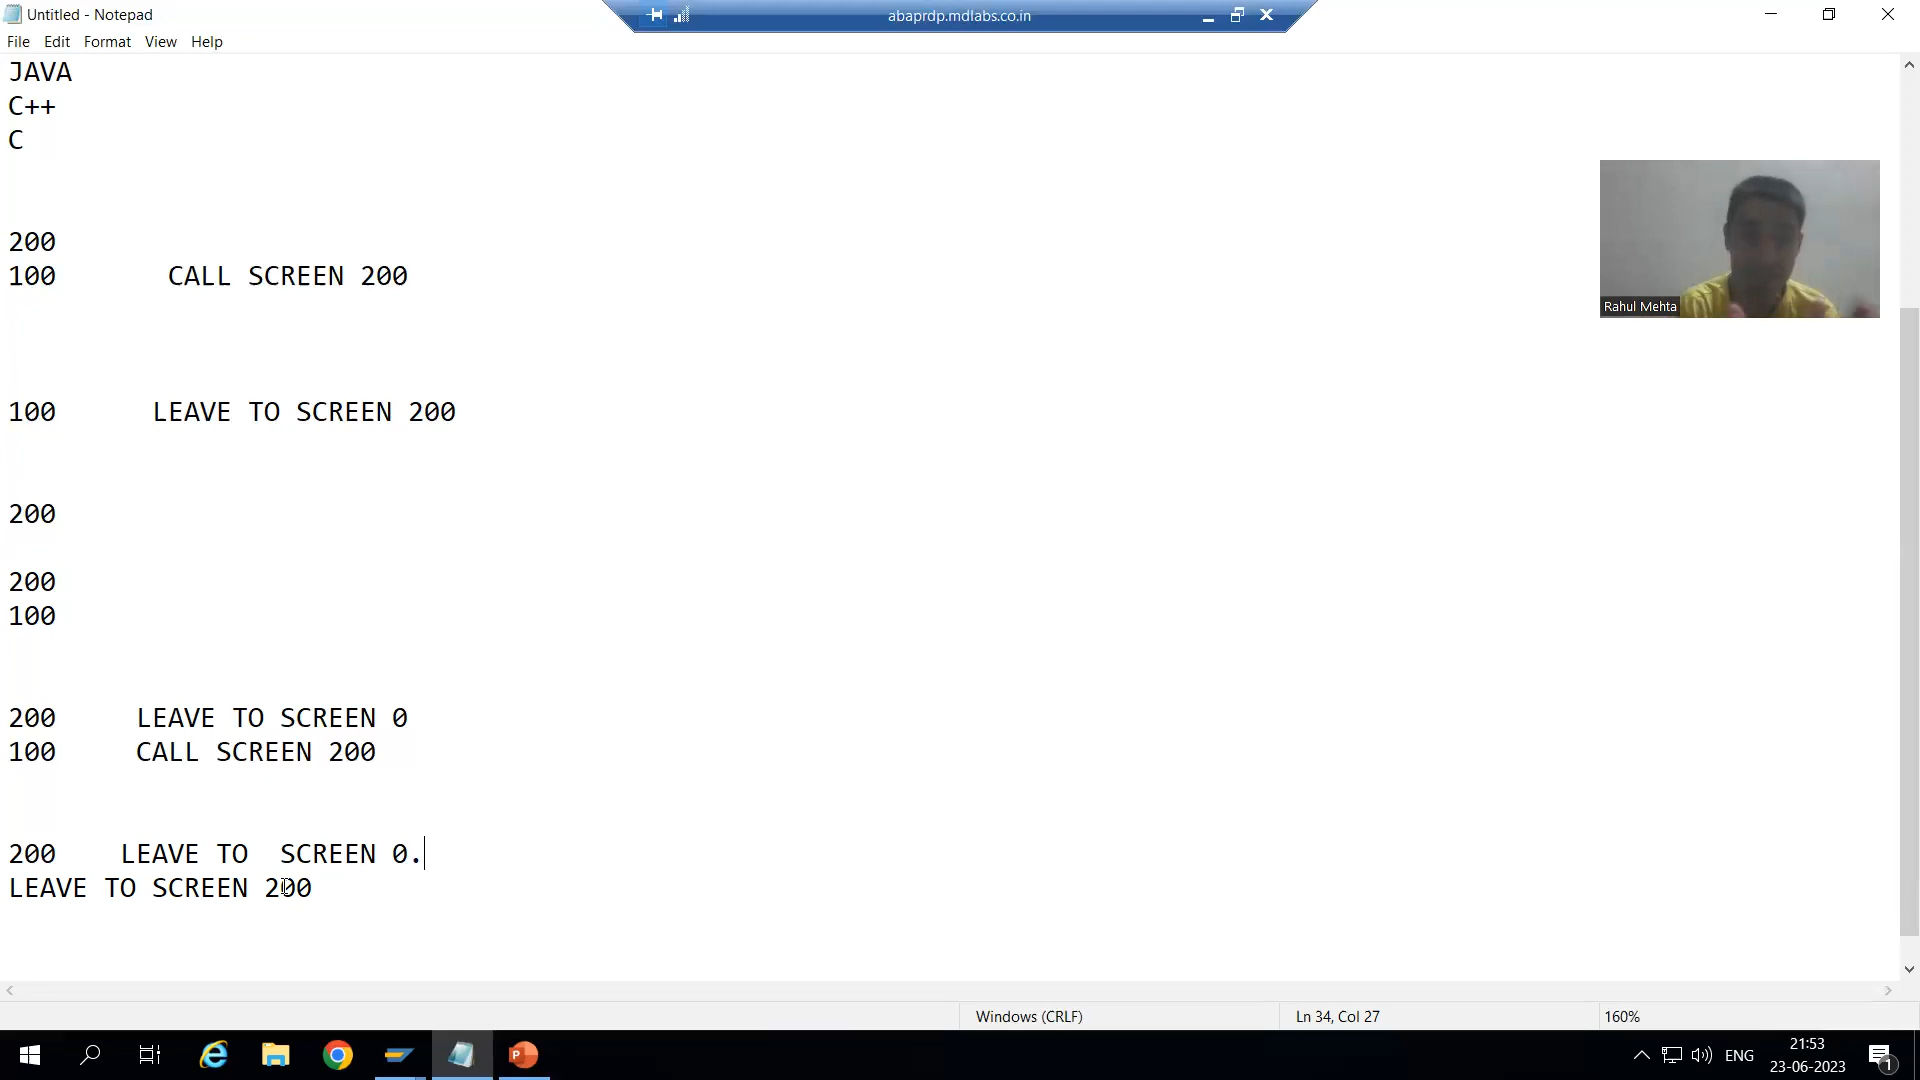 Untitled - Notepad
abaprdp.mdlabs.co.in
File Edit Format View Help
JAVA
C++
C
200
100 CALL SCREEN 200
Rahul Mehta
100 LEAVE TO SCREEN 200
200
200
100
200 LEAVE TO SCREEN 0
100 CALL SCREEN 200
200 LEAVE TO SCREEN 0.
LEAVE TO SCREEN 200
Windows (CRLF) Ln 34, Col 27 160%
ENG
21:53
23-06-2023
1